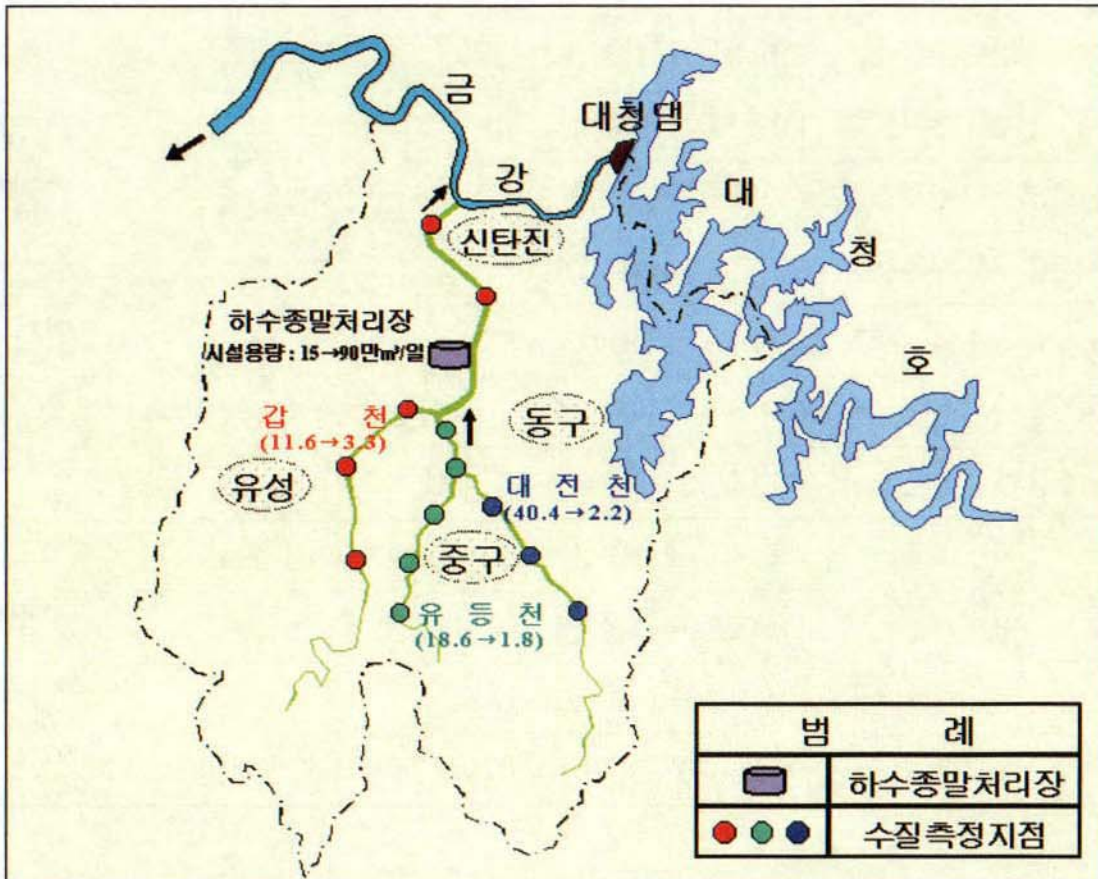 금
강
대청댐
대
청
호
신탄진
하수종말처리장
시설용량 : 15→90만m³/일
갑 천
(11.6→3.3)
유성
동구
대 전 천
(40.4→2.2)
중구
유 등 천
(18.6→1.8)
범 례
하수종말처리장
수질측정지점